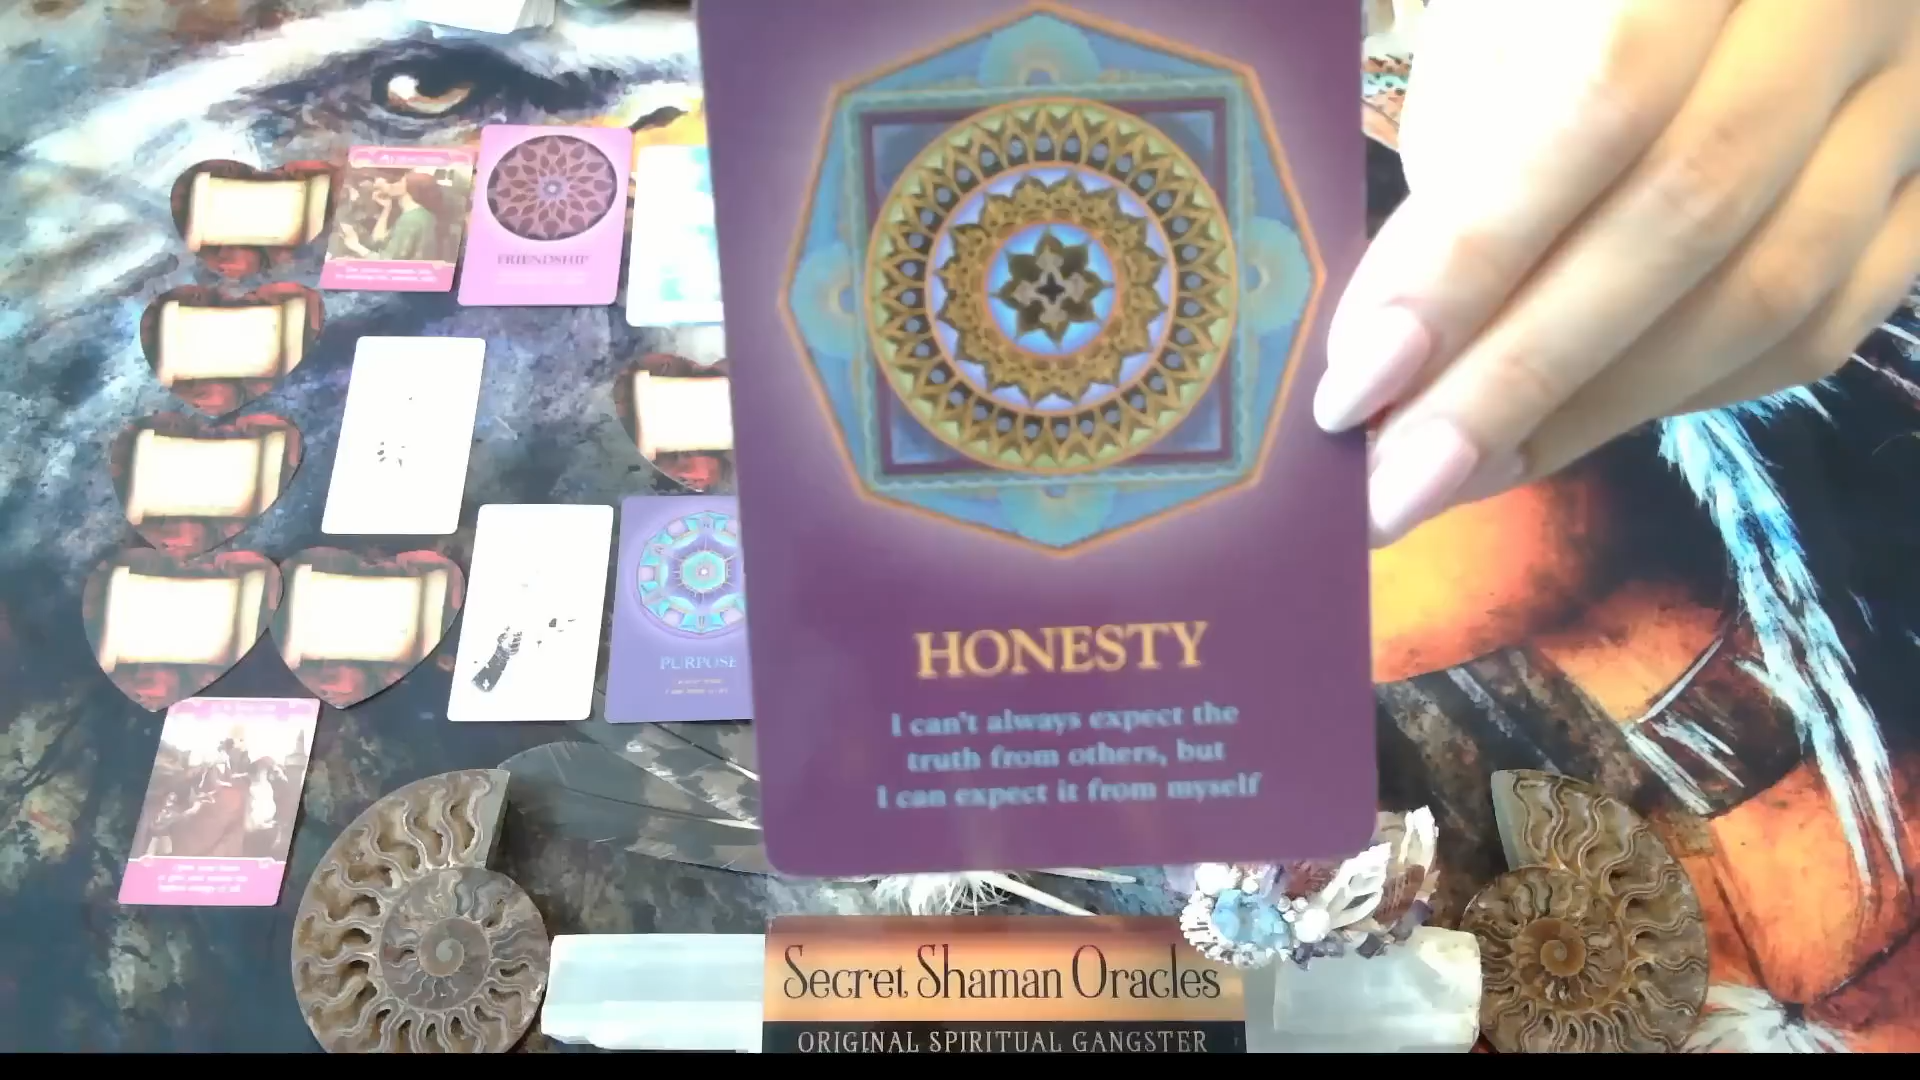 FRIENDSHIP
PURPOSE
HONESTY
I can't always expect the
truth from others, but
I can expect it from myself
Secret Shaman Oracles
ORIGINAL SPIRITUAL GANGSTER